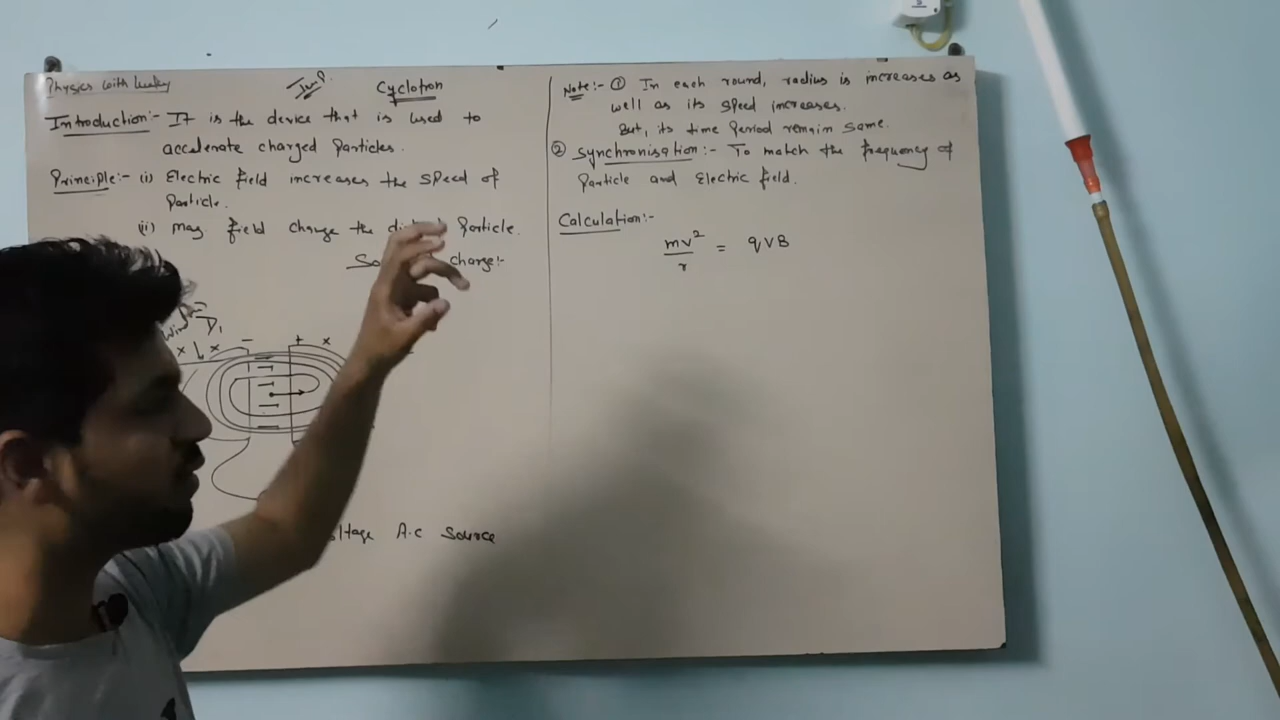 Physics with
Imp
Cyclotron
Introduction:- It is the device that is used to
accelerate charged Particles.
Principle:- (i) Electric field increases the speed of
Particle.
(ii) mag. field change the Particle.
charge:-
D1
- + x
x x
A.C Source
Note:- ① In each round, radius is increases as
well as its speed increases.
But, its time Period remain same.
② Synchronisation:- To match the frequency of
Particle and Electric field.
Calculation:-
mv²/r = qVB